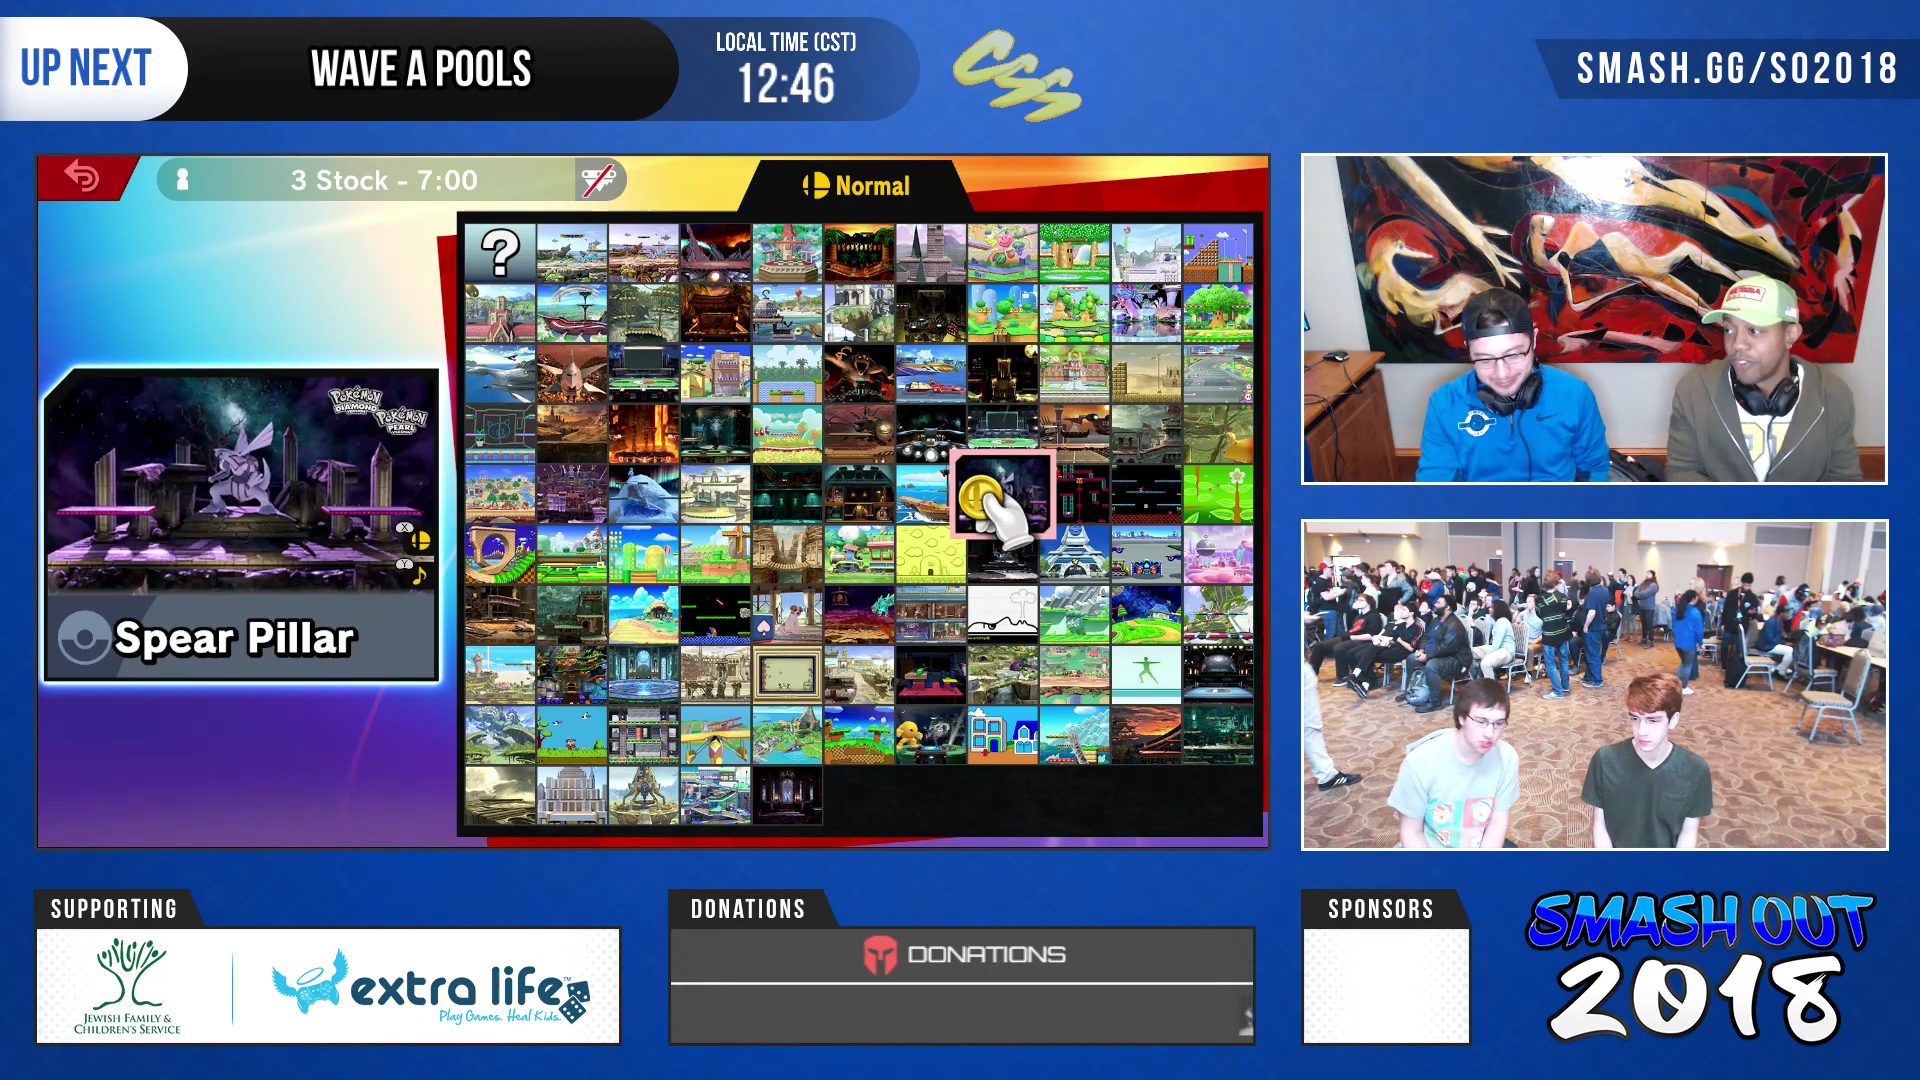 UP NEXT
WAVE A POOLS
LOCAL TIME (CST)
12:46
CSS
SMASH.GG/SO2018
3 Stock - 7:00
Normal
?
POKÉMON
DIAMOND
POKÉMON
PEARL
X
Y
Spear Pillar
SUPPORTING
JEWISH FAMILY &
CHILDREN'S SERVICE
extra life™
Play Games. Heal Kids.
DONATIONS
DONATIONS
SPONSORS
SMASH OUT
2018